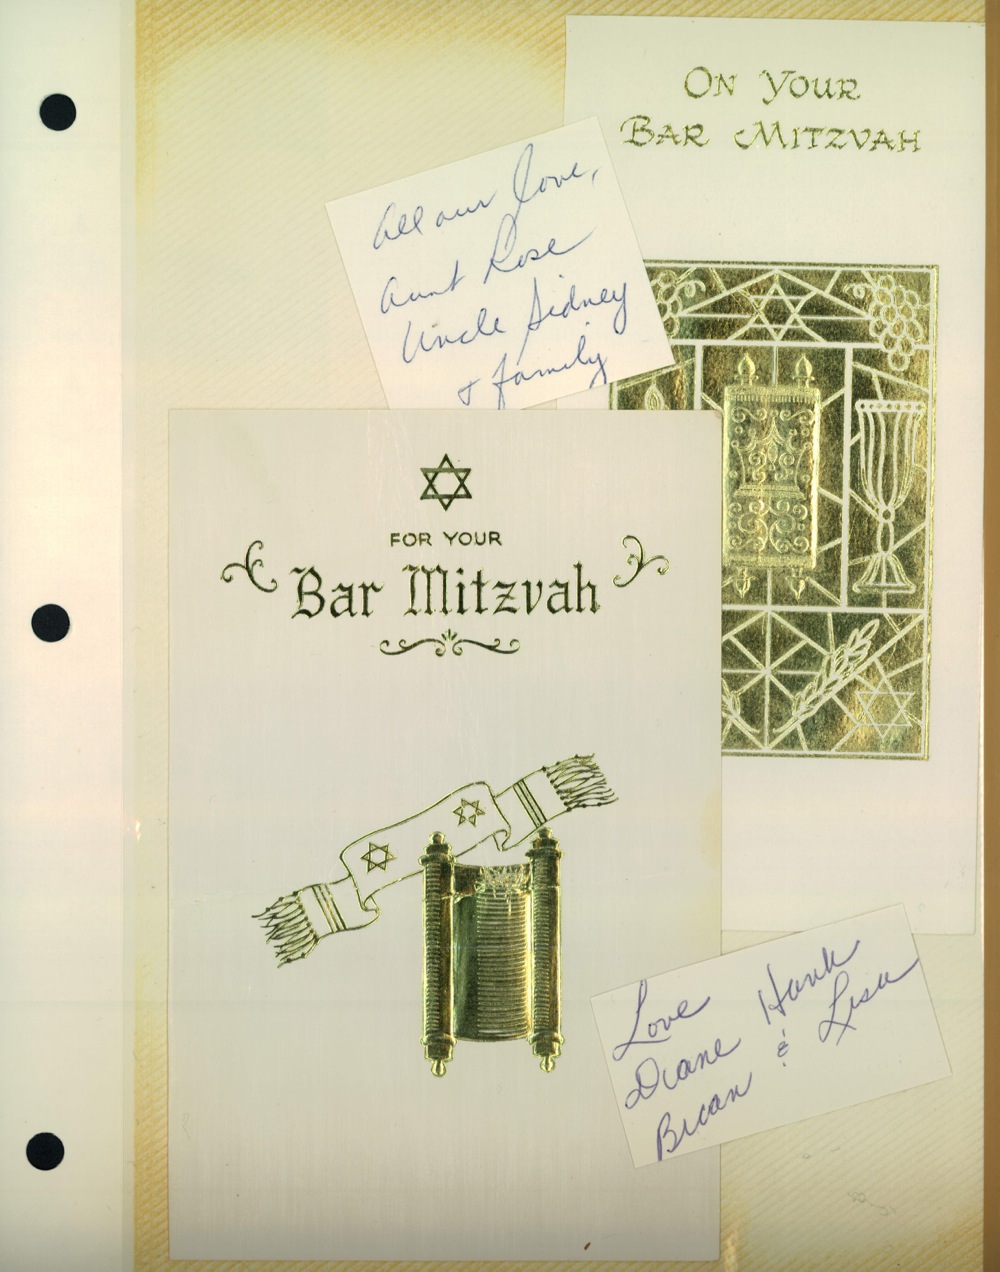 On Your
Bar Mitzvah
All our love,
Aunt Rose
Uncle Sidney
& family
FOR YOUR
Bar Mitzvah
Love
Diane Hank
Brian & Lisa